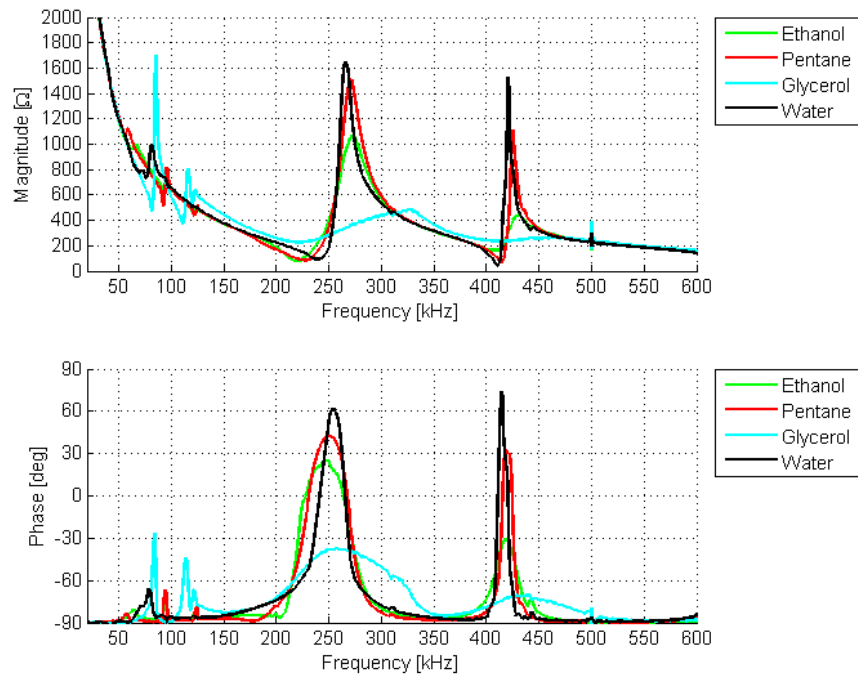 2000
1800
1600
1400
1200
1000
800
600
400
200
0
Magnitude [Ω]
50 100 150 200 250 300 350 400 450 500 550 600
Frequency [kHz]
Ethanol
Pentane
Glycerol
Water
90
60
30
0
-30
-60
-90
Phase [deg]
50 100 150 200 250 300 350 400 450 500 550 600
Frequency [kHz]
Ethanol
Pentane
Glycerol
Water